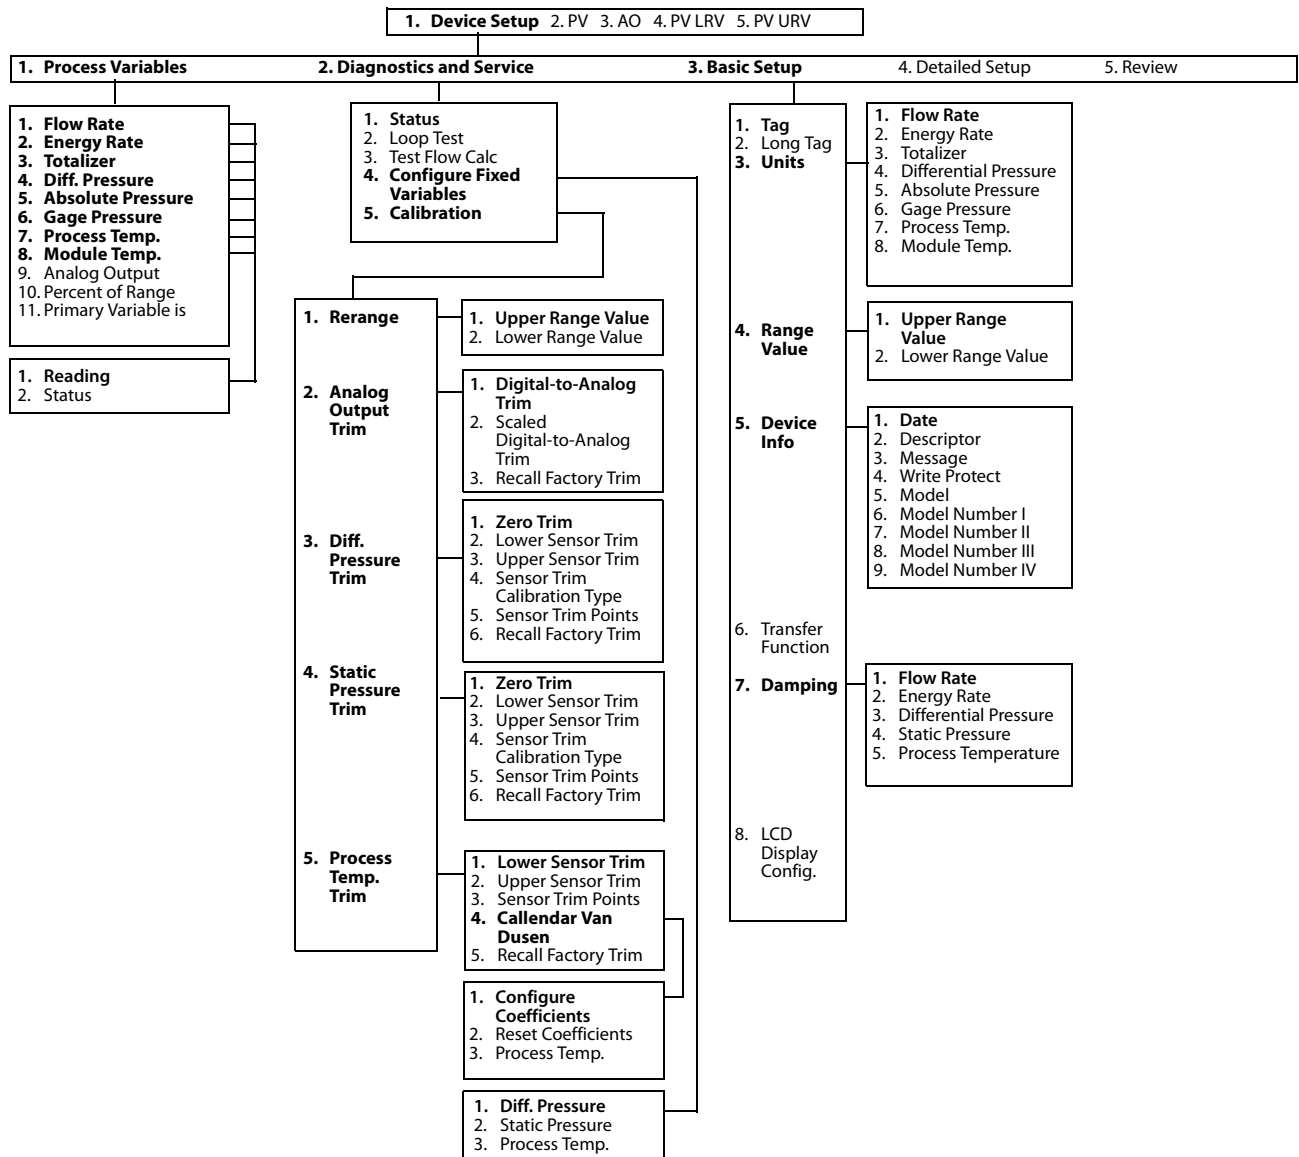 1. Device Setup 2. PV 3. AO 4. PV LRV 5. PV URV
1. Process Variables 2. Diagnostics and Service 3. Basic Setup 4. Detailed Setup 5. Review
1. Flow Rate
2. Energy Rate
3. Totalizer
4. Diff. Pressure
5. Absolute Pressure
6. Gage Pressure
7. Process Temp.
8. Module Temp.
9. Analog Output
10. Percent of Range
11. Primary Variable is
1. Reading
2. Status
1. Status
2. Loop Test
3. Test Flow Calc
4. Configure Fixed
Variables
5. Calibration
1. Rerange
2. Analog
Output
Trim
3. Diff.
Pressure
Trim
4. Static
Pressure
Trim
5. Process
Temp.
Trim
1. Upper Range Value
2. Lower Range Value
1. Digital-to-Analog
Trim
2. Scaled
Digital-to-Analog
Trim
3. Recall Factory Trim
1. Zero Trim
2. Lower Sensor Trim
3. Upper Sensor Trim
4. Sensor Trim
Calibration Type
5. Sensor Trim Points
6. Recall Factory Trim
1. Zero Trim
2. Lower Sensor Trim
3. Upper Sensor Trim
4. Sensor Trim
Calibration Type
5. Sensor Trim Points
6. Recall Factory Trim
1. Lower Sensor Trim
2. Upper Sensor Trim
3. Sensor Trim Points
4. Callendar Van
Dusen
5. Recall Factory Trim
1. Configure
Coefficients
2. Reset Coefficients
3. Process Temp.
1. Diff. Pressure
2. Static Pressure
3. Process Temp.
1. Tag
2. Long Tag
3. Units
4. Range
Value
5. Device
Info
6. Transfer
Function
7. Damping
8. LCD
Display
Config.
1. Flow Rate
2. Energy Rate
3. Totalizer
4. Differential Pressure
5. Absolute Pressure
6. Gage Pressure
7. Process Temp.
8. Module Temp.
1. Upper Range
Value
2. Lower Range Value
1. Date
2. Descriptor
3. Message
4. Write Protect
5. Model
6. Model Number I
7. Model Number II
8. Model Number III
9. Model Number IV
1. Flow Rate
2. Energy Rate
3. Differential Pressure
4. Static Pressure
5. Process Temperature